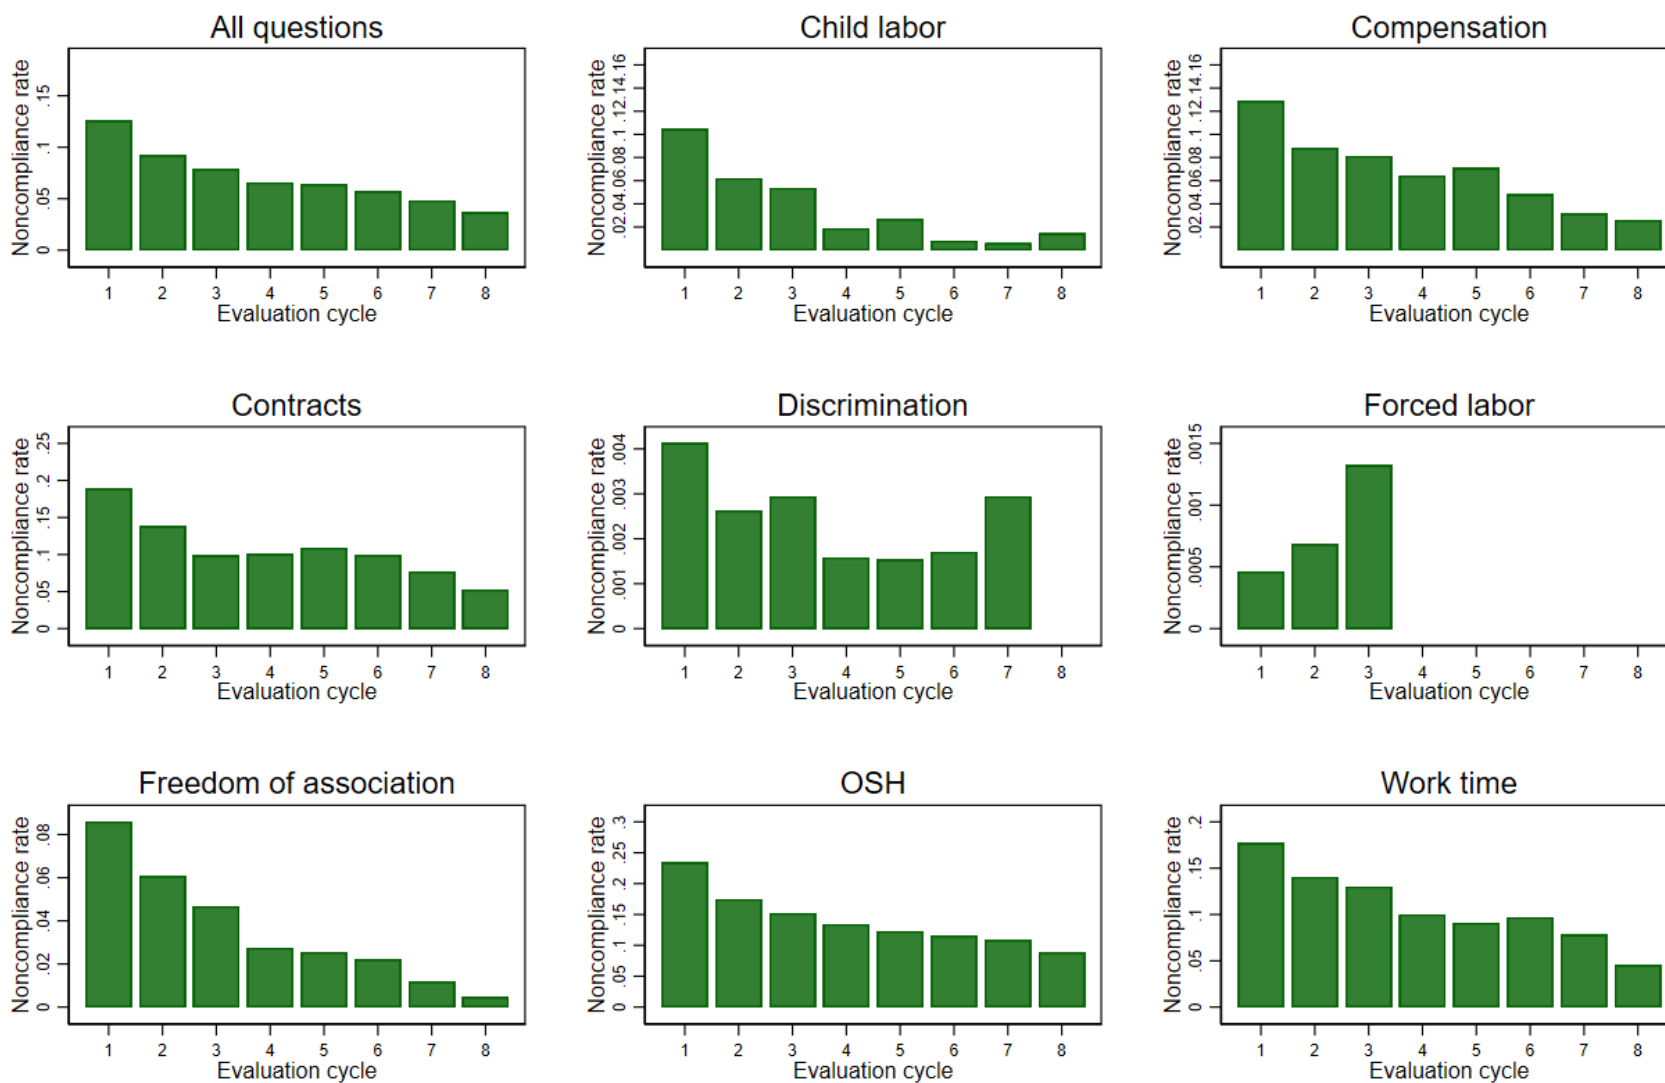 All questions
Noncompliance rate
0 .05 .1 .15
1 2 3 4 5 6 7 8
Evaluation cycle
Child labor
Noncompliance rate
.02 .04 .06 .08 .1 .12 .14 .16
1 2 3 4 5 6 7 8
Evaluation cycle
Compensation
Noncompliance rate
.02 .04 .06 .08 .1 .12 .14 .16
1 2 3 4 5 6 7 8
Evaluation cycle
Contracts
Noncompliance rate
0 .05 .1 .15 .2 .25
1 2 3 4 5 6 7 8
Evaluation cycle
Discrimination
Noncompliance rate
0 .001 .002 .003 .004
1 2 3 4 5 6 7 8
Evaluation cycle
Forced labor
Noncompliance rate
0 .0005 .001 .0015
1 2 3 4 5 6 7 8
Evaluation cycle
Freedom of association
Noncompliance rate
0 .02 .04 .06 .08
1 2 3 4 5 6 7 8
Evaluation cycle
OSH
Noncompliance rate
0 .05 .1 .15 .2 .25 .3
1 2 3 4 5 6 7 8
Evaluation cycle
Work time
Noncompliance rate
0 .05 .1 .15 .2
1 2 3 4 5 6 7 8
Evaluation cycle